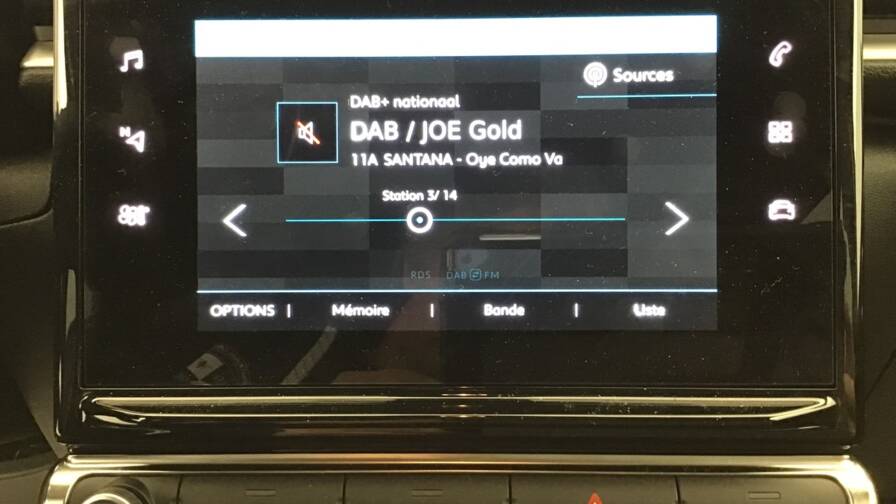 Sources
DAB+ nationaal
DAB / JOE Gold
11A SANTANA - Oye Como Va
Station 3/ 14
N
RDS DAB FM
OPTIONS | Mémoire | Bande | Liste